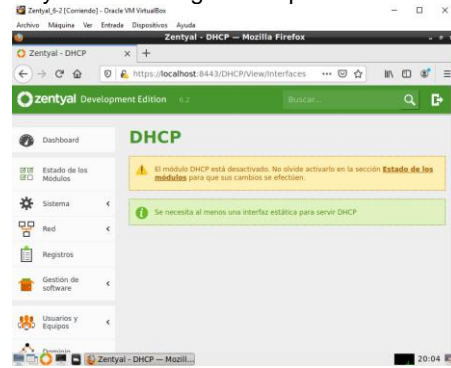 Zentyal_6-2 [Corriendo] - Oracle VM VirtualBox
Archivo Máquina Ver Entrada Dispositivos Ayuda
Zentyal - DHCP — Mozilla Firefox
Zentyal - DHCP
https://localhost:8443/DHCP/View/Interfaces
zentyal Development Edition 6.2
Buscar...
DHCP
Dashboard
Estado de los Módulos
Sistema
Red
Registros
Gestión de software
Usuarios y Equipos
Dominio
El módulo DHCP está desactivado. No olvide activarlo en la sección Estado de los
módulos para que sus cambios se efectúen.
Se necesita al menos una interfaz estática para servir DHCP
Zentyal - DHCP — Mozill...
20:04